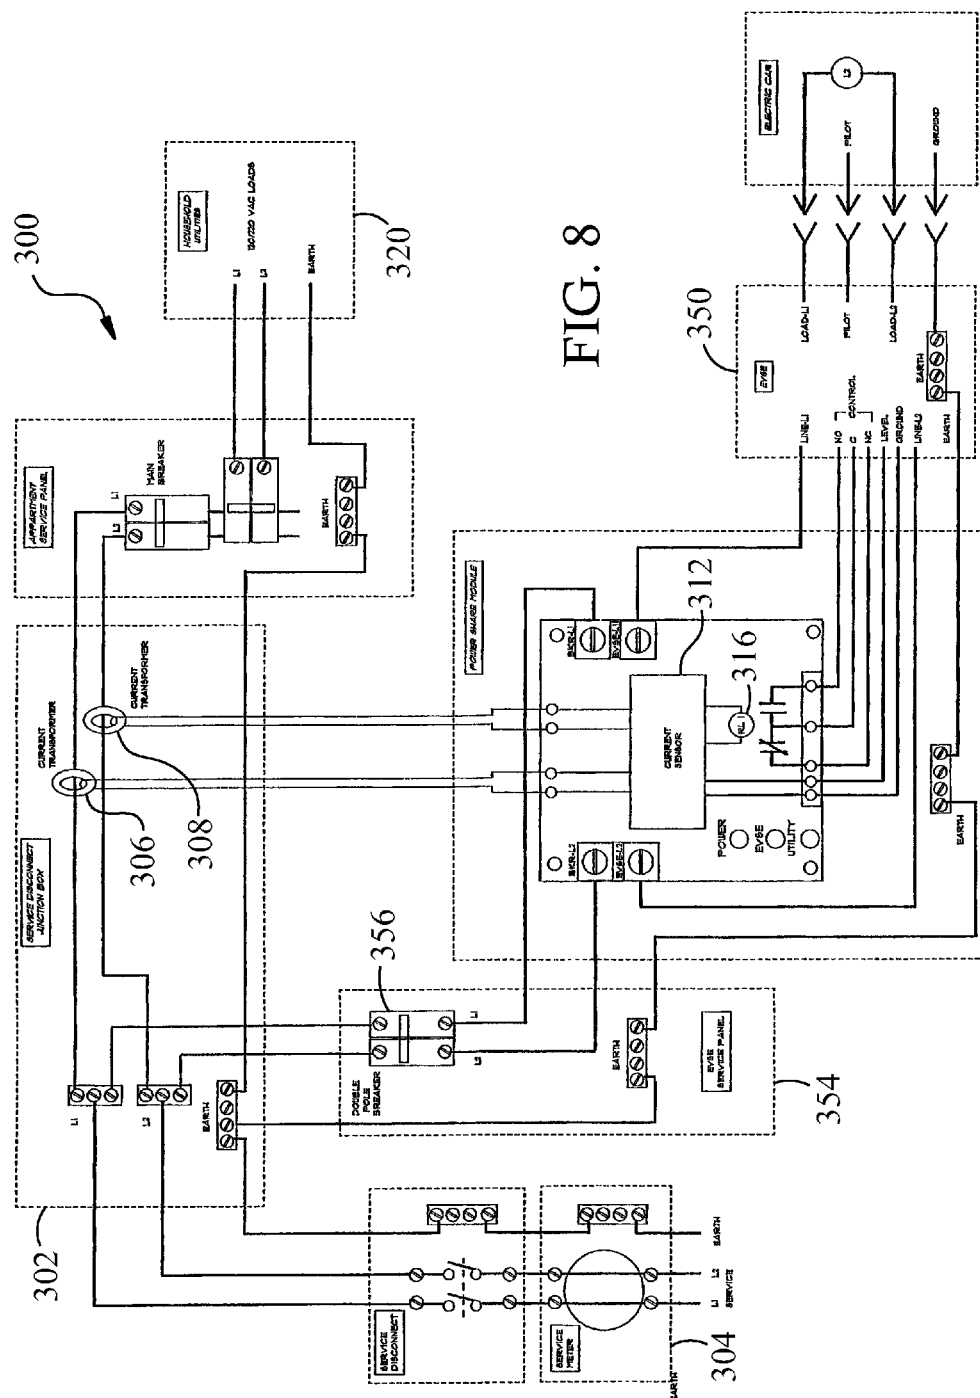 300
HOUSEHOLD
UTILITIES
120/220 VAC LOADS
L1
L2
EARTH
320
FIG. 8
ELECTRIC CAR
L2
PILOT
GROUND
350
EVSE
LOAD-L1
PILOT
LOAD-L2
EARTH
LINE-L1
NO
C
NC
CONTROL
LEVEL
GROUND
LINE-L2
EARTH
APPARTMENT
SERVICE PANEL
MAIN
BREAKER
L1
L2
EARTH
POWER SHARE MODULE
312
316
BKR-L1
EVSE-L1
CURRENT
SENSOR
RL1
BKR-L2
EVSE-L2
POWER
EVSE
UTILITY
EARTH
SERVICE DISCONNECT
JUNCTION BOX
CURRENT
TRANSFORMER
CURRENT
TRANSFORMER
306
308
L1
L2
EARTH
302
356
DOUBLE
POLE
BREAKER
L1
L2
EARTH
EVSE
SERVICE PANEL
354
SERVICE
DISCONNECT
SERVICE
METER
L1
L2
SERVICE
EARTH
EARTH
304